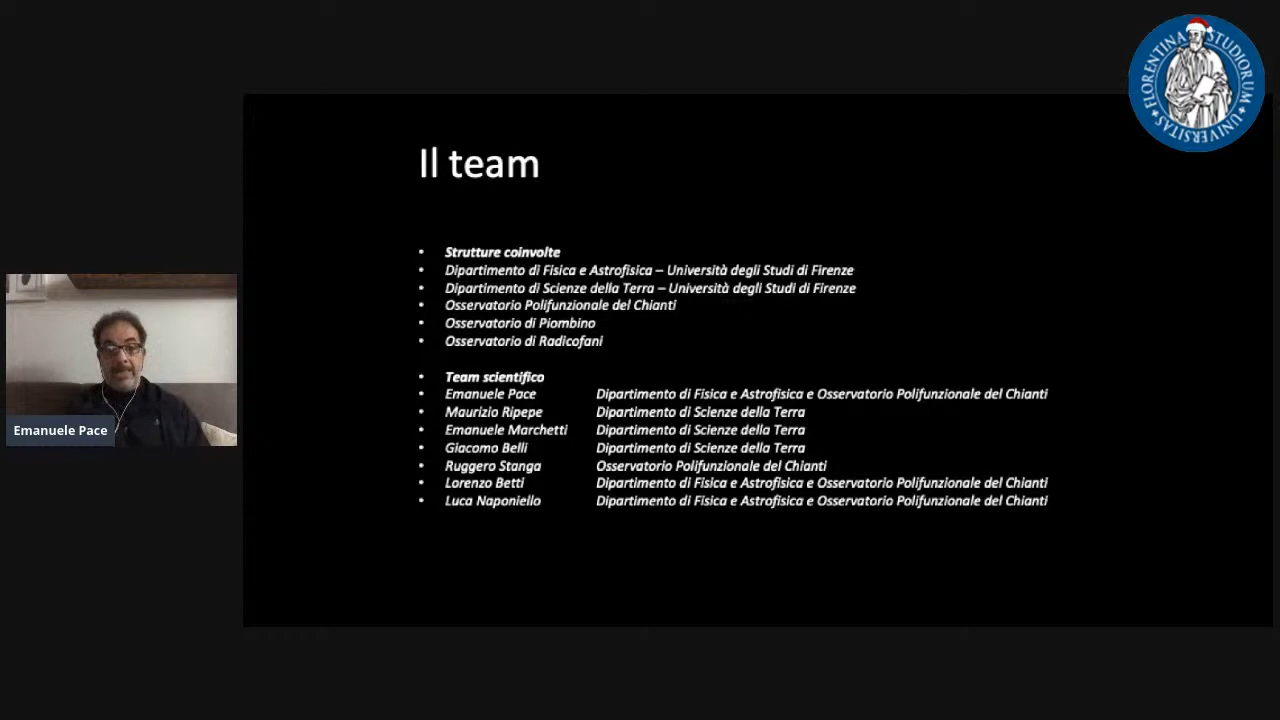 FLORENTINA STUDIORUM UNIVERSITAS
Il team
• Strutture coinvolte
• Dipartimento di Fisica e Astrofisica – Università degli Studi di Firenze
• Dipartimento di Scienze della Terra – Università degli Studi di Firenze
• Osservatorio Polifunzionale del Chianti
• Osservatorio di Piombino
• Osservatorio di Radicofani
• Team scientifico
• Emanuele Pace Dipartimento di Fisica e Astrofisica e Osservatorio Polifunzionale del Chianti
• Maurizio Ripepe Dipartimento di Scienze della Terra
• Emanuele Marchetti Dipartimento di Scienze della Terra
• Giacomo Belli Dipartimento di Scienze della Terra
• Ruggero Stanga Osservatorio Polifunzionale del Chianti
• Lorenzo Betti Dipartimento di Fisica e Astrofisica e Osservatorio Polifunzionale del Chianti
• Luca Naponiello Dipartimento di Fisica e Astrofisica e Osservatorio Polifunzionale del Chianti
Emanuele Pace